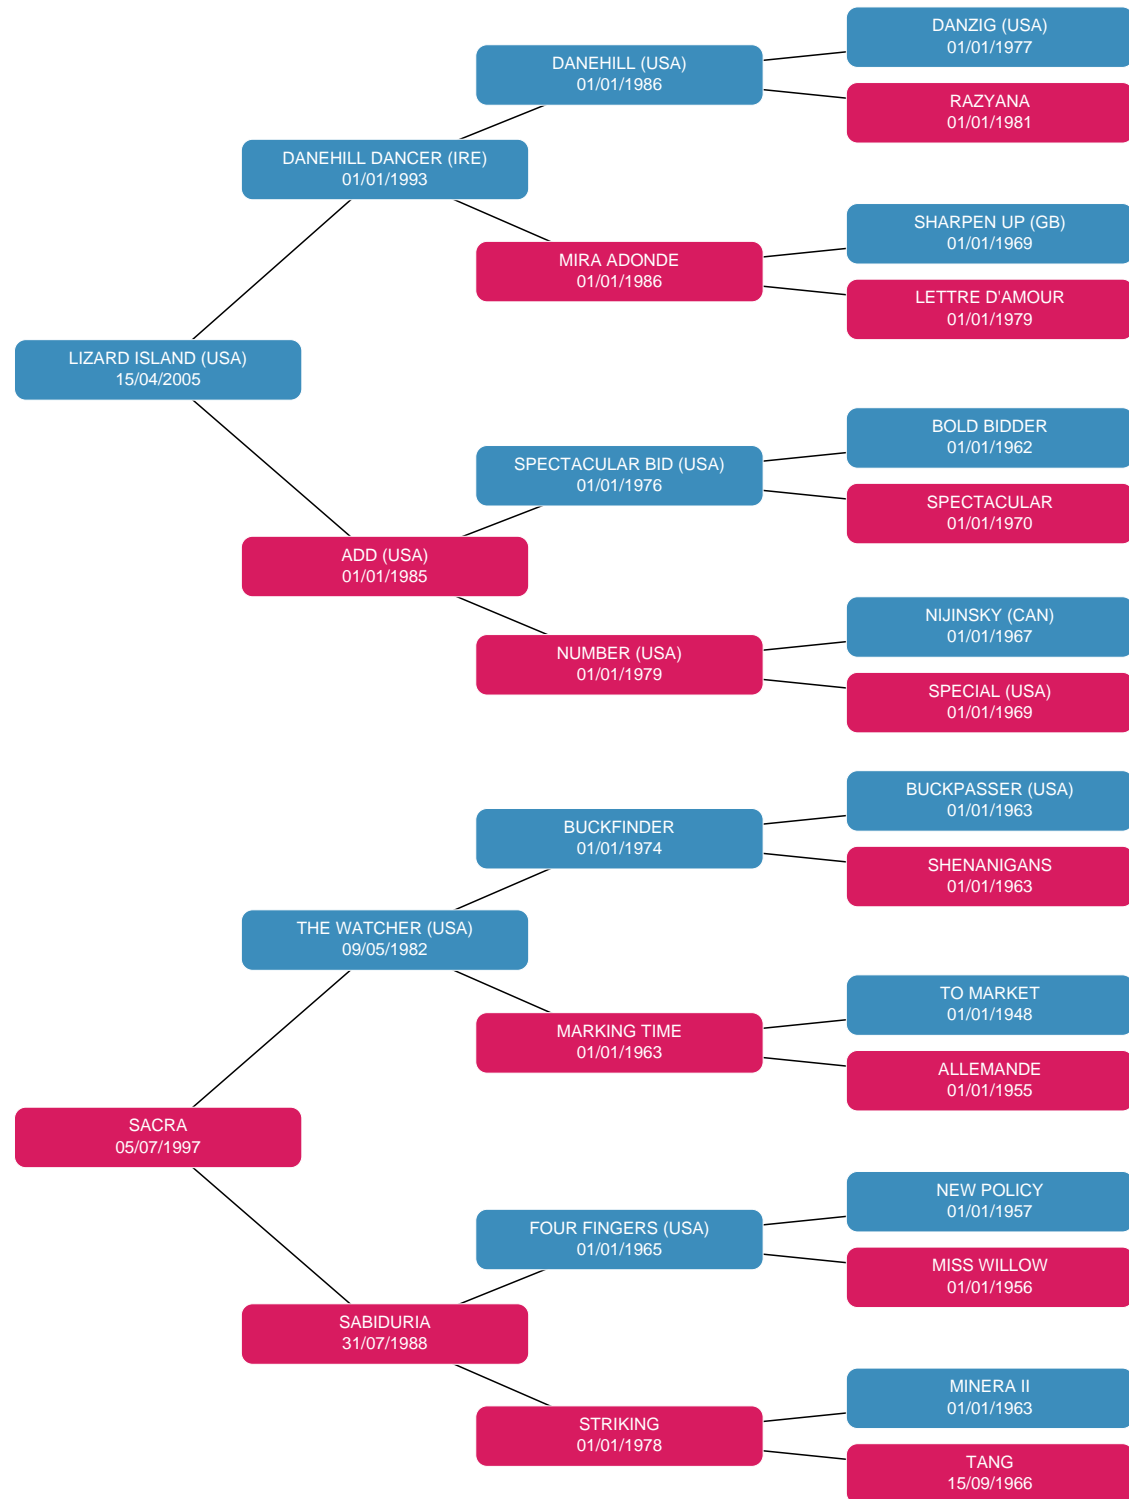 DANZIG (USA)
01/01/1977
DANEHILL (USA)
01/01/1986
RAZYANA
01/01/1981
DANEHILL DANCER (IRE)
01/01/1993
SHARPEN UP (GB)
01/01/1969
MIRA ADONDE
01/01/1986
LETTRE D'AMOUR
01/01/1979
LIZARD ISLAND (USA)
15/04/2005
BOLD BIDDER
01/01/1962
SPECTACULAR BID (USA)
01/01/1976
SPECTACULAR
01/01/1970
ADD (USA)
01/01/1985
NIJINSKY (CAN)
01/01/1967
NUMBER (USA)
01/01/1979
SPECIAL (USA)
01/01/1969
BUCKPASSER (USA)
01/01/1963
BUCKFINDER
01/01/1974
SHENANIGANS
01/01/1963
THE WATCHER (USA)
09/05/1982
TO MARKET
01/01/1948
MARKING TIME
01/01/1963
ALLEMANDE
01/01/1955
SACRA
05/07/1997
NEW POLICY
01/01/1957
FOUR FINGERS (USA)
01/01/1965
MISS WILLOW
01/01/1956
SABIDURIA
31/07/1988
MINERA II
01/01/1963
STRIKING
01/01/1978
TANG
15/09/1966